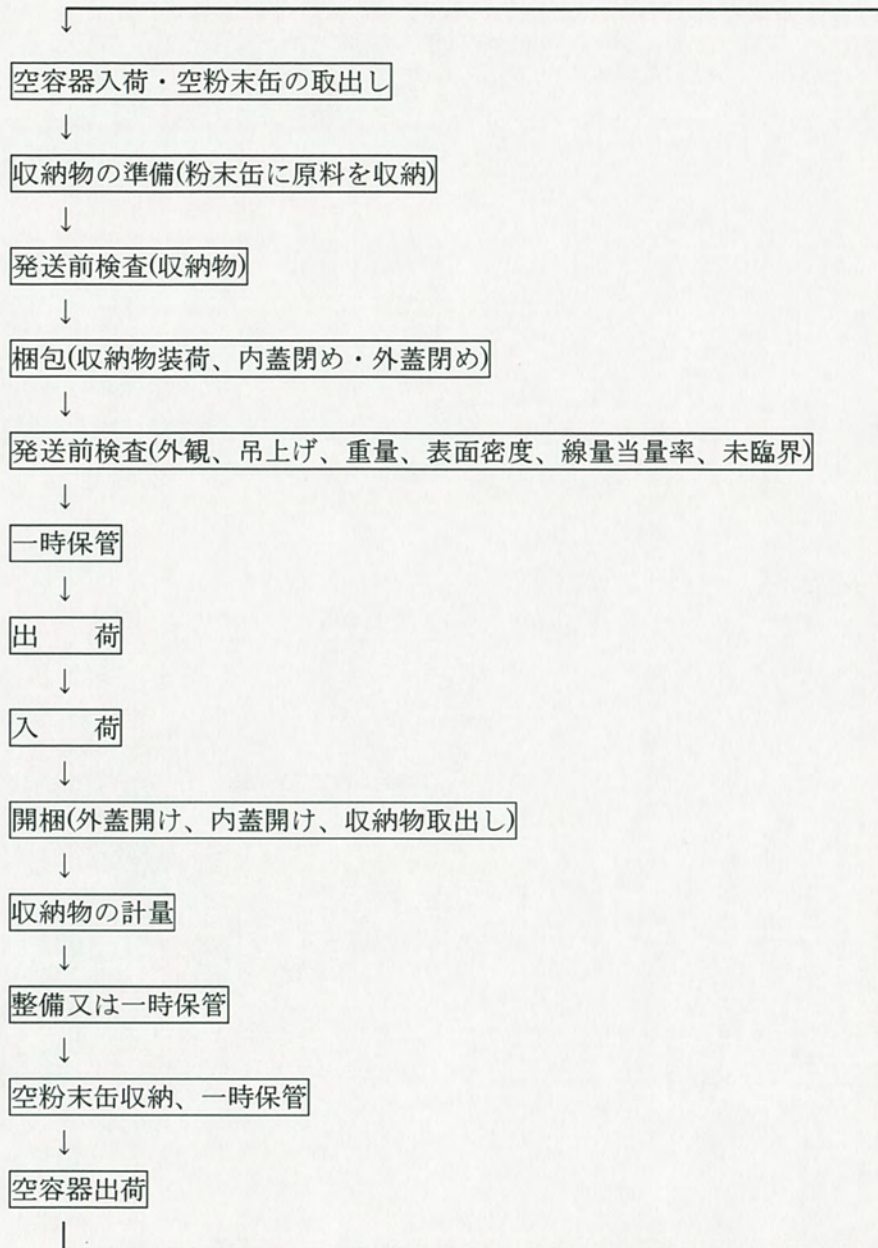 ↓
空容器入荷・空粉末缶の取出し
↓
収納物の準備(粉末缶に原料を収納)
↓
発送前検査(収納物)
↓
梱包(収納物装荷、内蓋閉め・外蓋閉め)
↓
発送前検査(外観、吊上げ、重量、表面密度、線量当量率、未臨界)
↓
一時保管
↓
出　　荷
↓
入　　荷
↓
開梱(外蓋開け、内蓋開け、収納物取出し)
↓
収納物の計量
↓
整備又は一時保管
↓
空粉末缶収納、一時保管
↓
空容器出荷